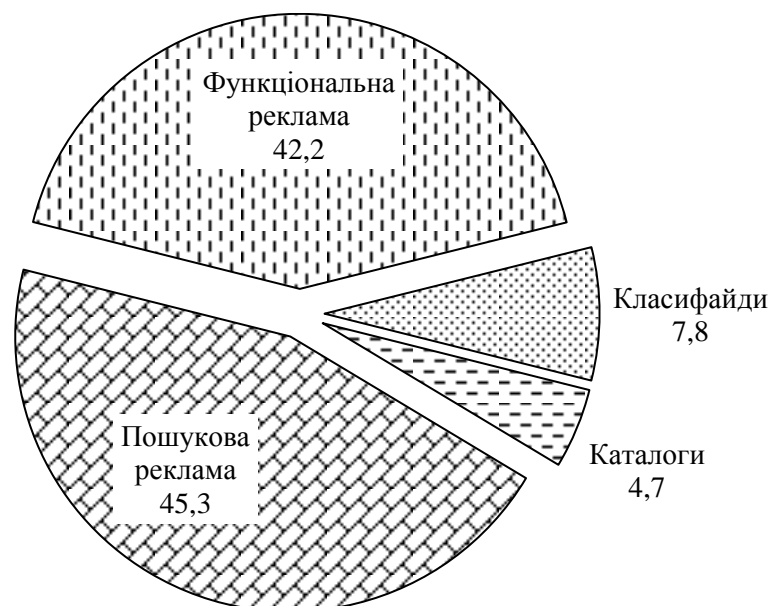 Функціональна
реклама
42,2
Класифайди
7,8
Каталоги
4,7
Пошукова
реклама
45,3